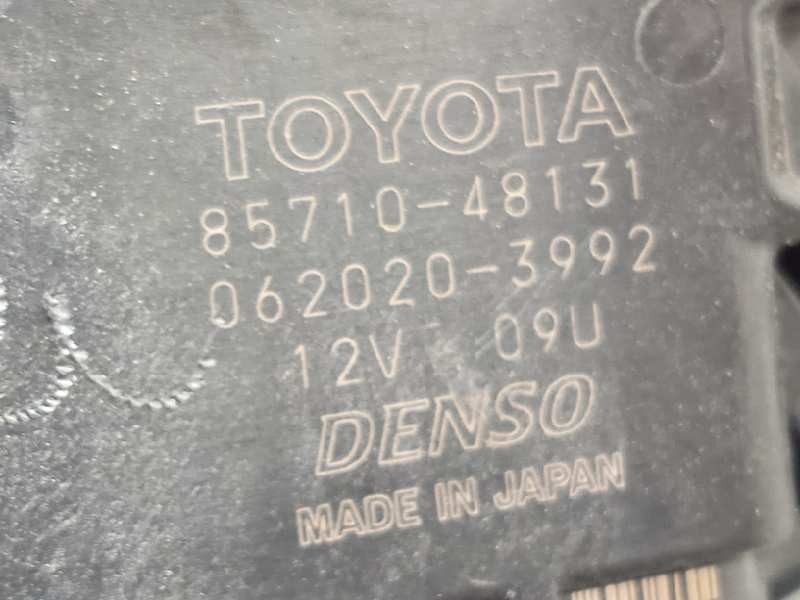 TOYOTA
85710-48131
062020-3992
12V 09U
DENSO
MADE IN JAPAN